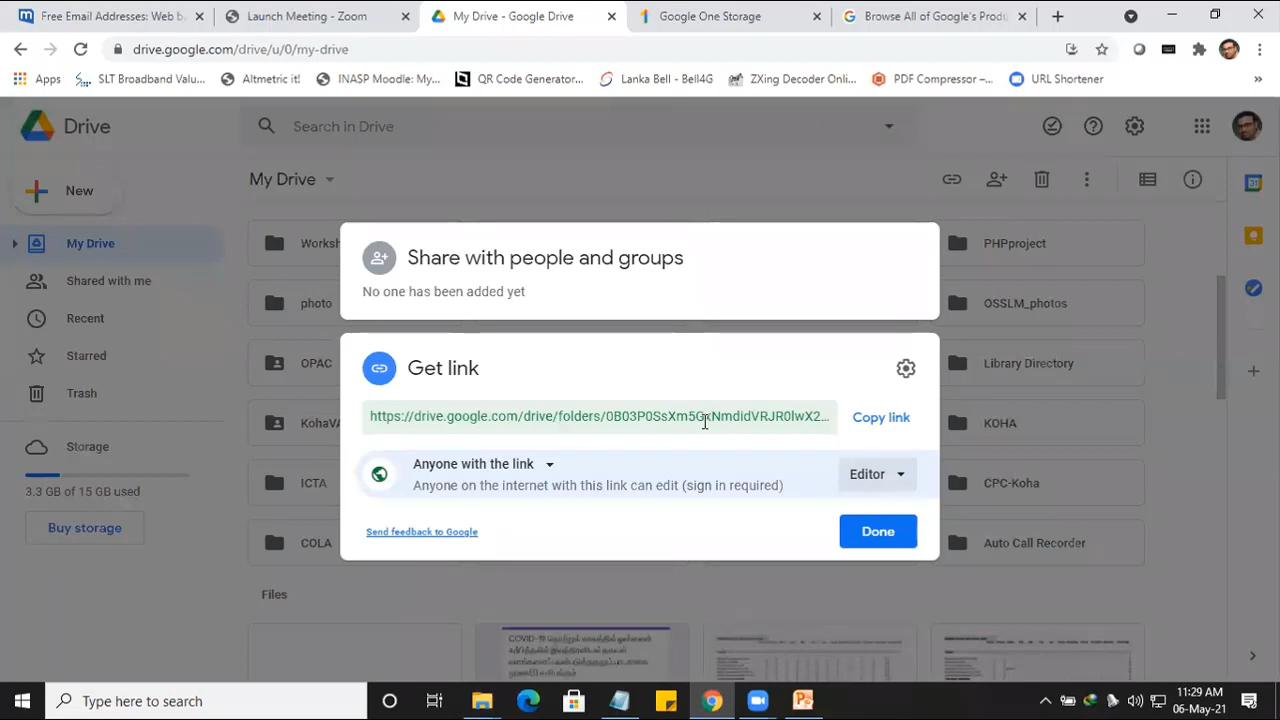 Free Email Addresses: Web b
Launch Meeting - Zoom
My Drive - Google Drive
Google One Storage
Browse All of Google's Produ
drive.google.com/drive/u/0/my-drive
Apps
SLT Broadband Valu...
Altmetric it!
INASP Moodle: My...
QR Code Generator...
Lanka Bell - Bell4G
ZXing Decoder Onli...
PDF Compressor –...
URL Shortener
Drive
Search in Drive
New
My Drive
My Drive
Shared with me
Recent
Starred
Trash
Storage
3.3 GB of 15 GB used
Buy storage
Worksh
photo
OPAC
KohaVA
ICTA
COLA
PHPproject
OSSLM_photos
Library Directory
KOHA
CPC-Koha
Auto Call Recorder
Share with people and groups
No one has been added yet
Get link
Copy link
Anyone with the link
Anyone on the internet with this link can edit (sign in required)
Editor
Send feedback to Google
Done
Files
COVID-19
Type here to search
11:29 AM
06-May-21